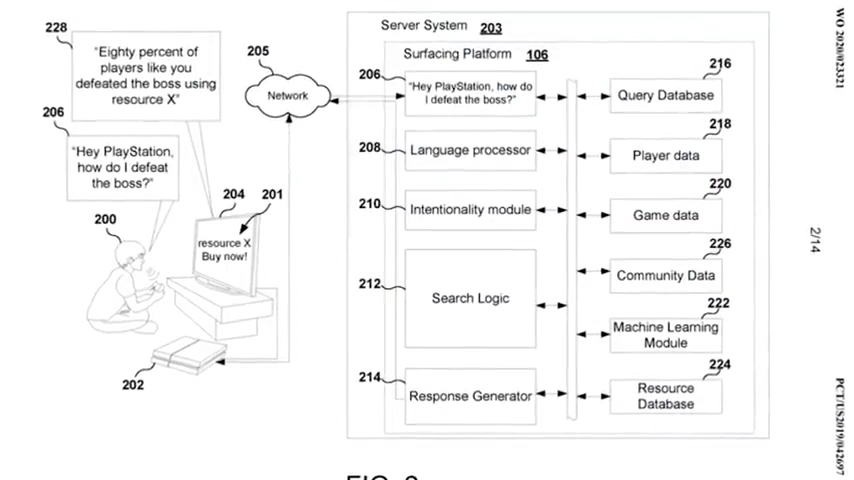 228
"Eighty percent of
players like you
defeated the boss using
resource X"
206
"Hey PlayStation,
how do I defeat
the boss?"
200
204
201
resource X
Buy now!
202
205
Network
Server System 203
Surfacing Platform 106
206
"Hey PlayStation, how do
I defeat the boss?"
208
Language processor
210
Intentionality module
212
Search Logic
214
Response Generator
216
Query Database
218
Player data
220
Game data
226
Community Data
222
Machine Learning
Module
224
Resource
Database
WO 2020/023321
2/14
PCT/US2019/042697